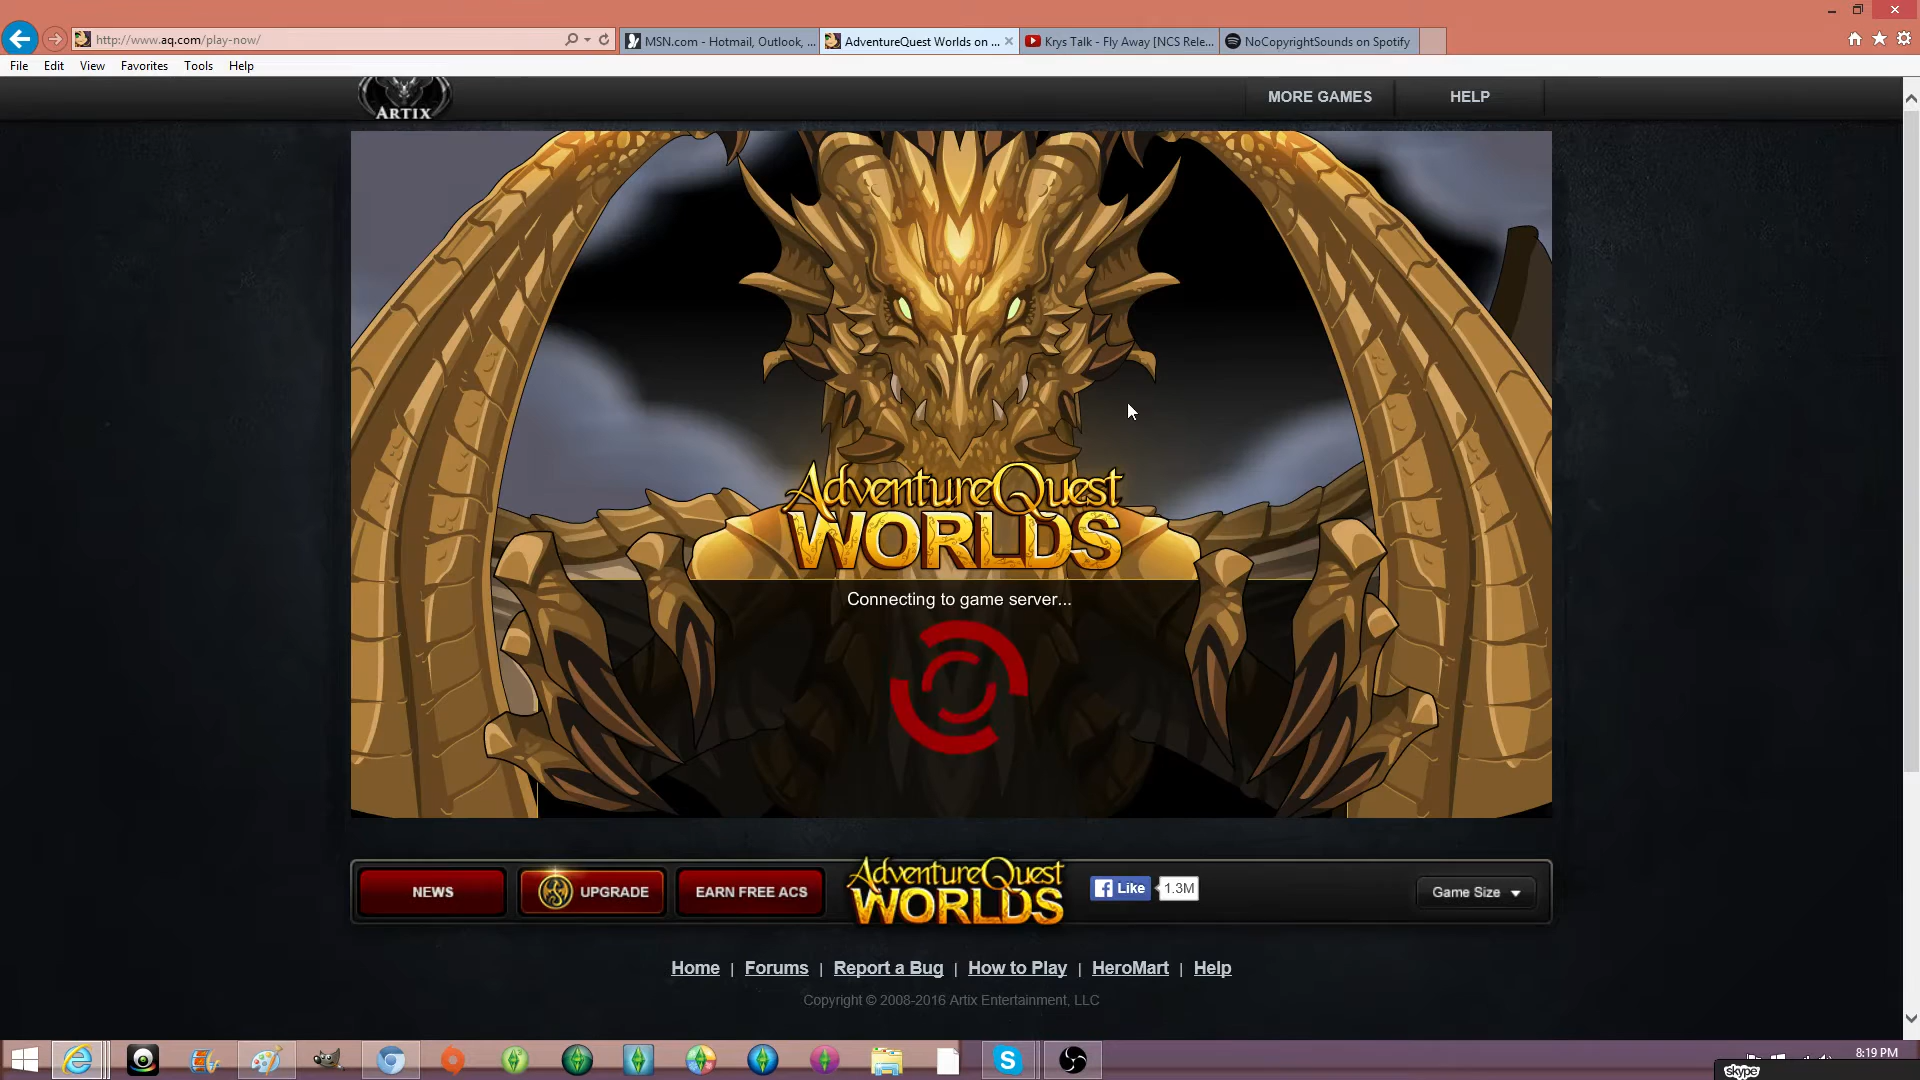 http://www.aq.com/play-now/
MSN.com - Hotmail, Outlook, ...
AdventureQuest Worlds on ...
Krys Talk - Fly Away [NCS Rele...
NoCopyrightSounds on Spotify
File Edit View Favorites Tools Help
ARTIX
MORE GAMES
HELP
AdventureQuest
WORLDS
Connecting to game server...
NEWS
UPGRADE
EARN FREE ACS
AdventureQuest
WORLDS
Like
1.3M
Game Size
Home | Forums | Report a Bug | How to Play | HeroMart | Help
Copyright © 2008-2016 Artix Entertainment, LLC
8:19 PM
skype